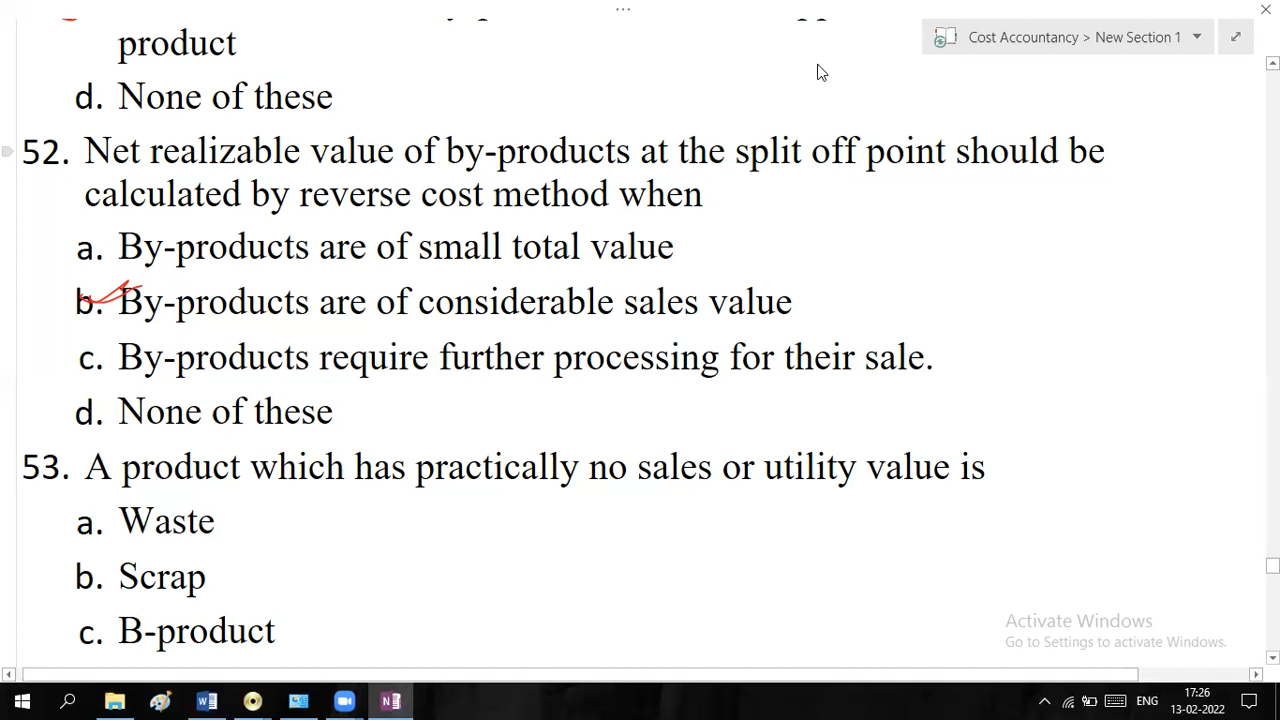 Cost Accountancy > New Section 1
product
d. None of these
52. Net realizable value of by-products at the split off point should be
calculated by reverse cost method when
a. By-products are of small total value
b. By-products are of considerable sales value
c. By-products require further processing for their sale.
d. None of these
53. A product which has practically no sales or utility value is
a. Waste
b. Scrap
c. B-product
Activate Windows
Go to Settings to activate Windows.
ENG
17:26
13-02-2022